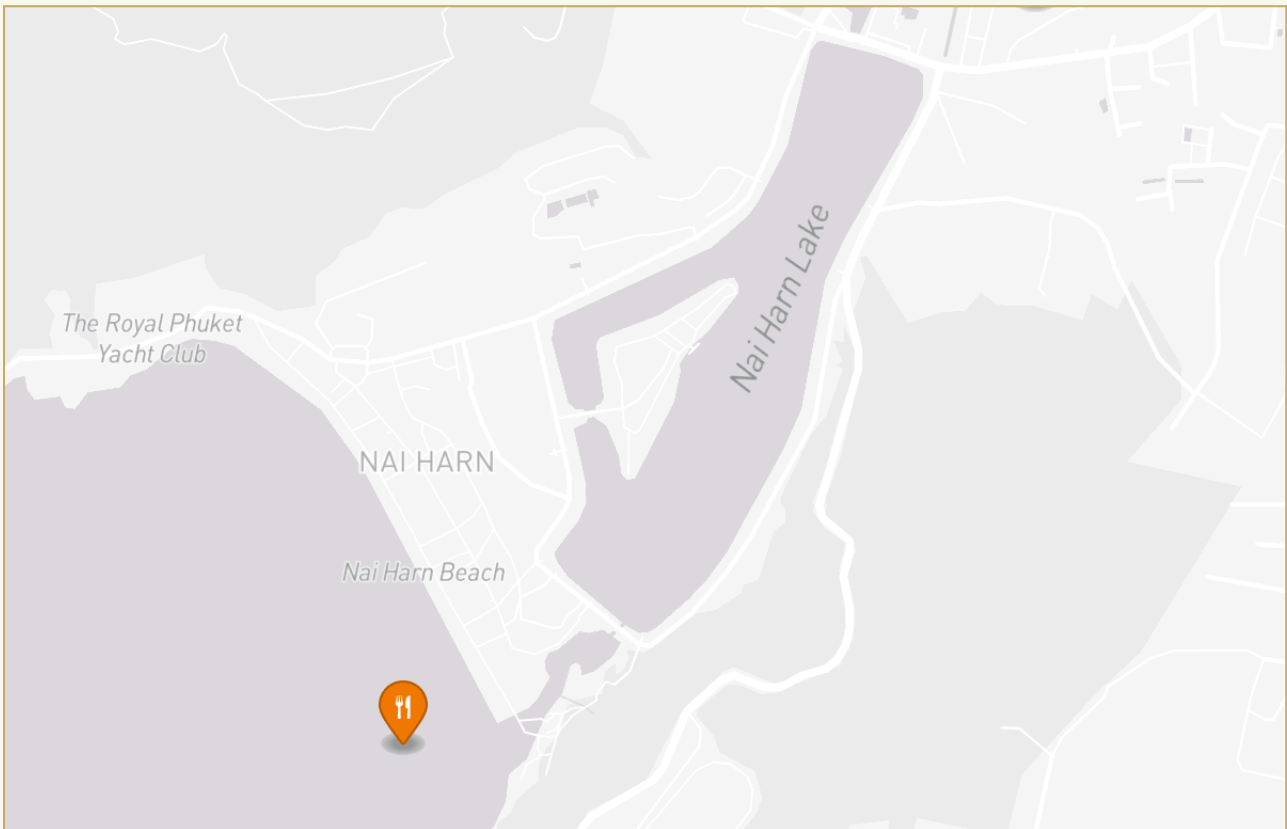 The Royal Phuket
Yacht Club
Nai Harn Lake
NAI HARN
Nai Harn Beach